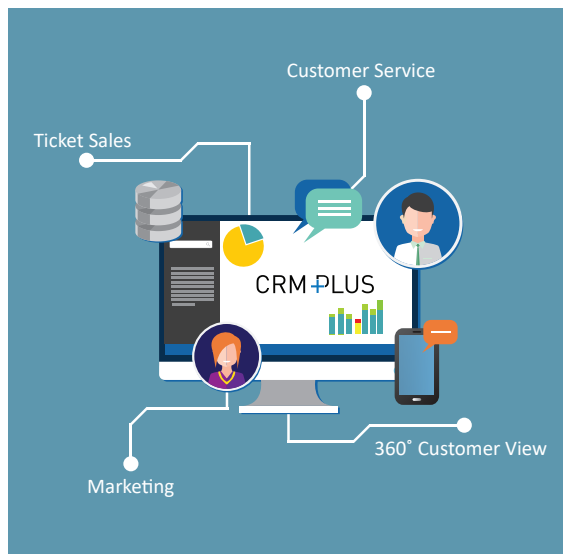 Customer Service
Ticket Sales
CRM+PLUS
360˚ Customer View
Marketing